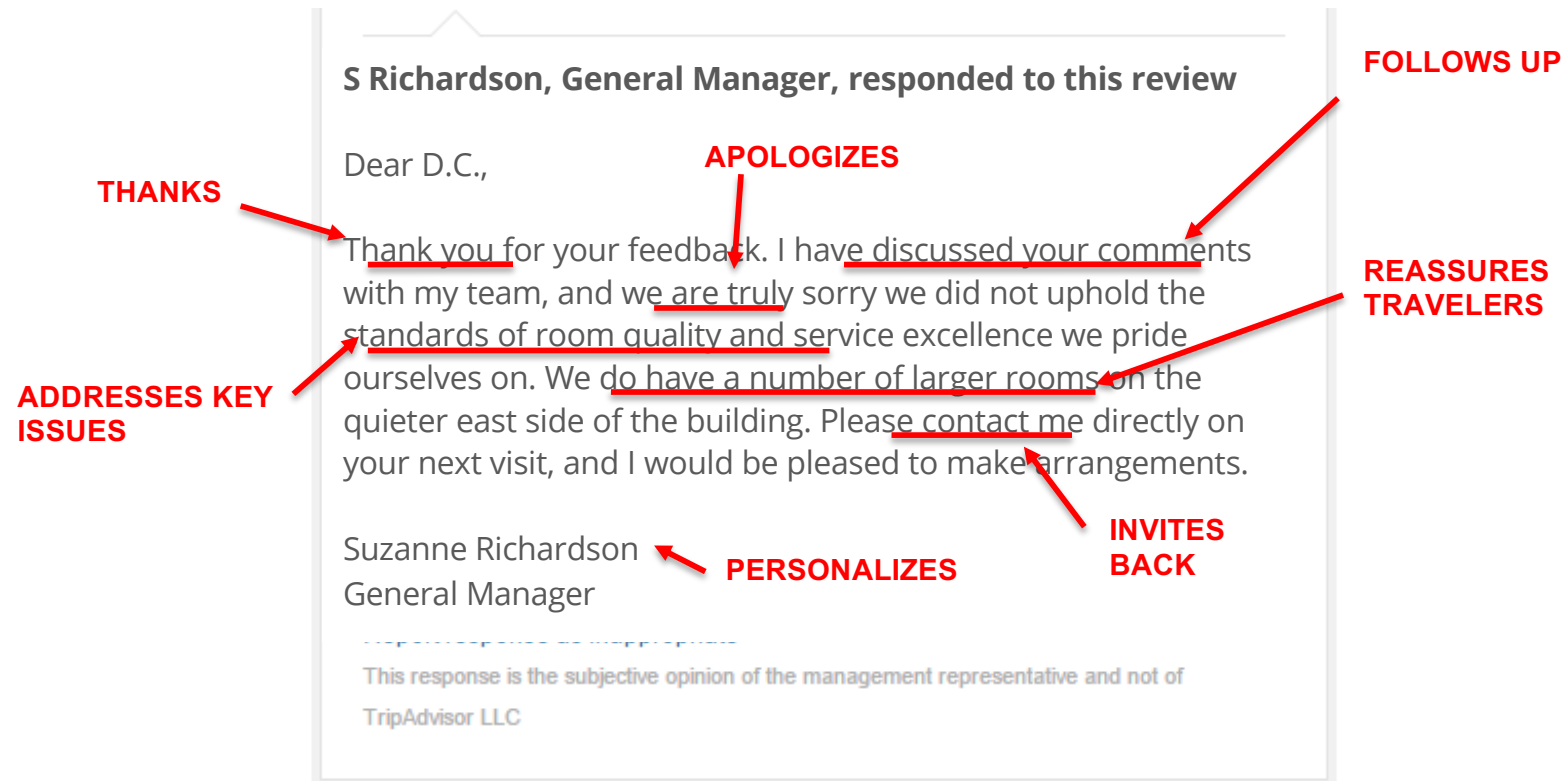 S Richardson, General Manager, responded to this review
FOLLOWS UP
Dear D.C.,
APOLOGIZES
THANKS
Thank you for your feedback. I have discussed your comments
with my team, and we are truly sorry we did not uphold the
standards of room quality and service excellence we pride
ourselves on. We do have a number of larger rooms on the
quieter east side of the building. Please contact me directly on
your next visit, and I would be pleased to make arrangements.
REASSURES
TRAVELERS
ADDRESSES KEY
ISSUES
INVITES
BACK
Suzanne Richardson
General Manager
PERSONALIZES
This response is the subjective opinion of the management representative and not of
TripAdvisor LLC